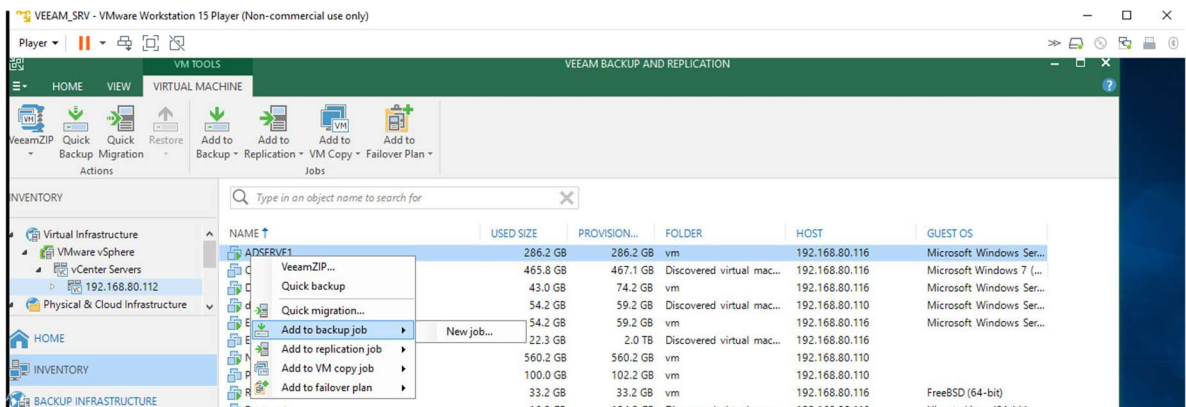 VEEAM_SRV - VMware Workstation 15 Player (Non-commercial use only)
Player
VM TOOLS
VEEAM BACKUP AND REPLICATION
HOME VIEW VIRTUAL MACHINE
VeeamZIP
Quick Backup
Quick Migration
Restore
Add to Backup
Add to Replication
Add to VM Copy
Add to Failover Plan
Actions
Jobs
INVENTORY
Type in an object name to search for
Virtual Infrastructure
VMware vSphere
vCenter Servers
192.168.80.112
Physical & Cloud Infrastructure
HOME
INVENTORY
BACKUP INFRASTRUCTURE
NAME USED SIZE PROVISION... FOLDER HOST GUEST OS
ADSERVE1 286.2 GB 286.2 GB vm 192.168.80.116 Microsoft Windows Ser...
465.8 GB 467.1 GB Discovered virtual mac... 192.168.80.116 Microsoft Windows 7 (...
43.0 GB 74.2 GB vm 192.168.80.116 Microsoft Windows Ser...
54.2 GB 59.2 GB Discovered virtual mac... 192.168.80.116 Microsoft Windows Ser...
54.2 GB 59.2 GB vm 192.168.80.116 Microsoft Windows Ser...
22.3 GB 2.0 TB Discovered virtual mac... 192.168.80.110
560.2 GB 560.2 GB vm 192.168.80.110
100.0 GB 102.2 GB vm 192.168.80.110
33.2 GB 33.2 GB vm 192.168.80.116 FreeBSD (64-bit)
VeeamZIP...
Quick backup
Quick migration...
Add to backup job
New job...
Add to replication job
Add to VM copy job
Add to failover plan